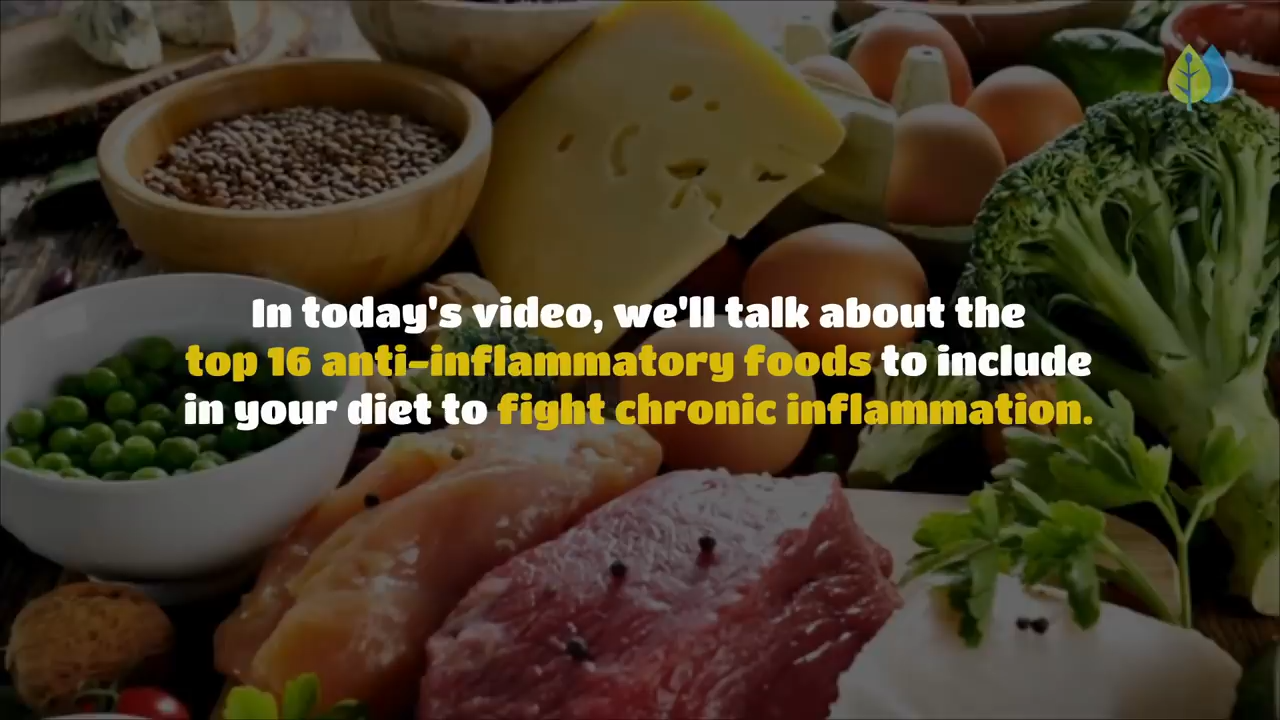 In today's video, we'll talk about the
top 16 anti-inflammatory foods to include
in your diet to fight chronic inflammation.